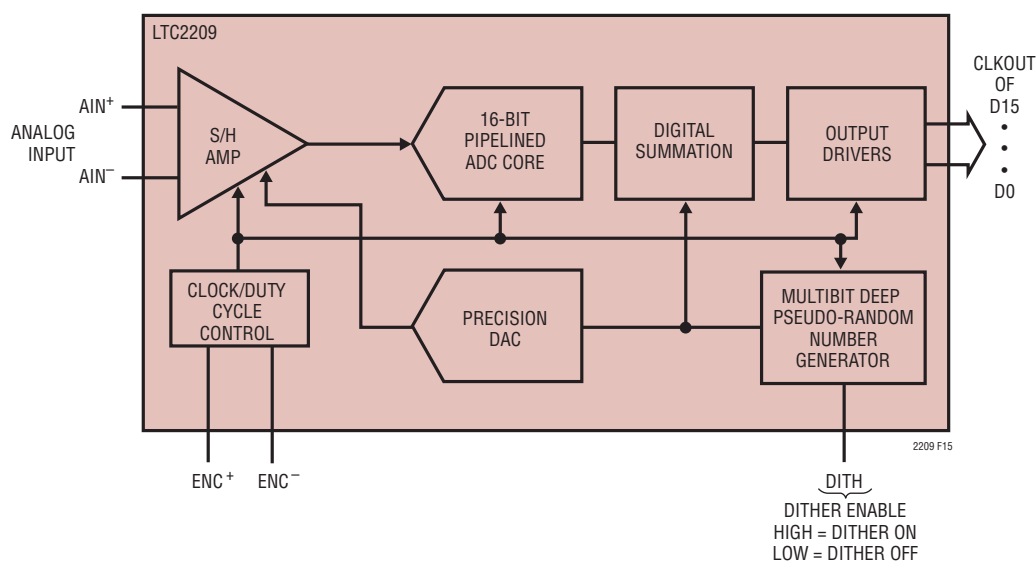 LTC2209
AIN+
ANALOG
INPUT
AIN−
S/H
AMP
16-BIT
PIPELINED
ADC CORE
DIGITAL
SUMMATION
OUTPUT
DRIVERS
CLKOUT
OF
D15
•
•
•
D0
CLOCK/DUTY
CYCLE
CONTROL
PRECISION
DAC
MULTIBIT DEEP
PSEUDO-RANDOM
NUMBER
GENERATOR
2209 F15
ENC+ ENC−
DITH
DITHER ENABLE
HIGH = DITHER ON
LOW = DITHER OFF